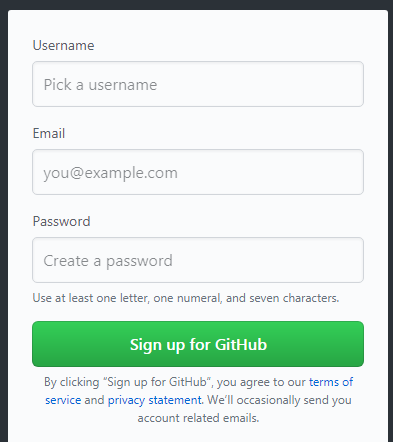 Username
Pick a username
Email
you@example.com
Password
Create a password
Use at least one letter, one numeral, and seven characters.
Sign up for GitHub
By clicking “Sign up for GitHub”, you agree to our terms of
service and privacy statement. We’ll occasionally send you
account related emails.